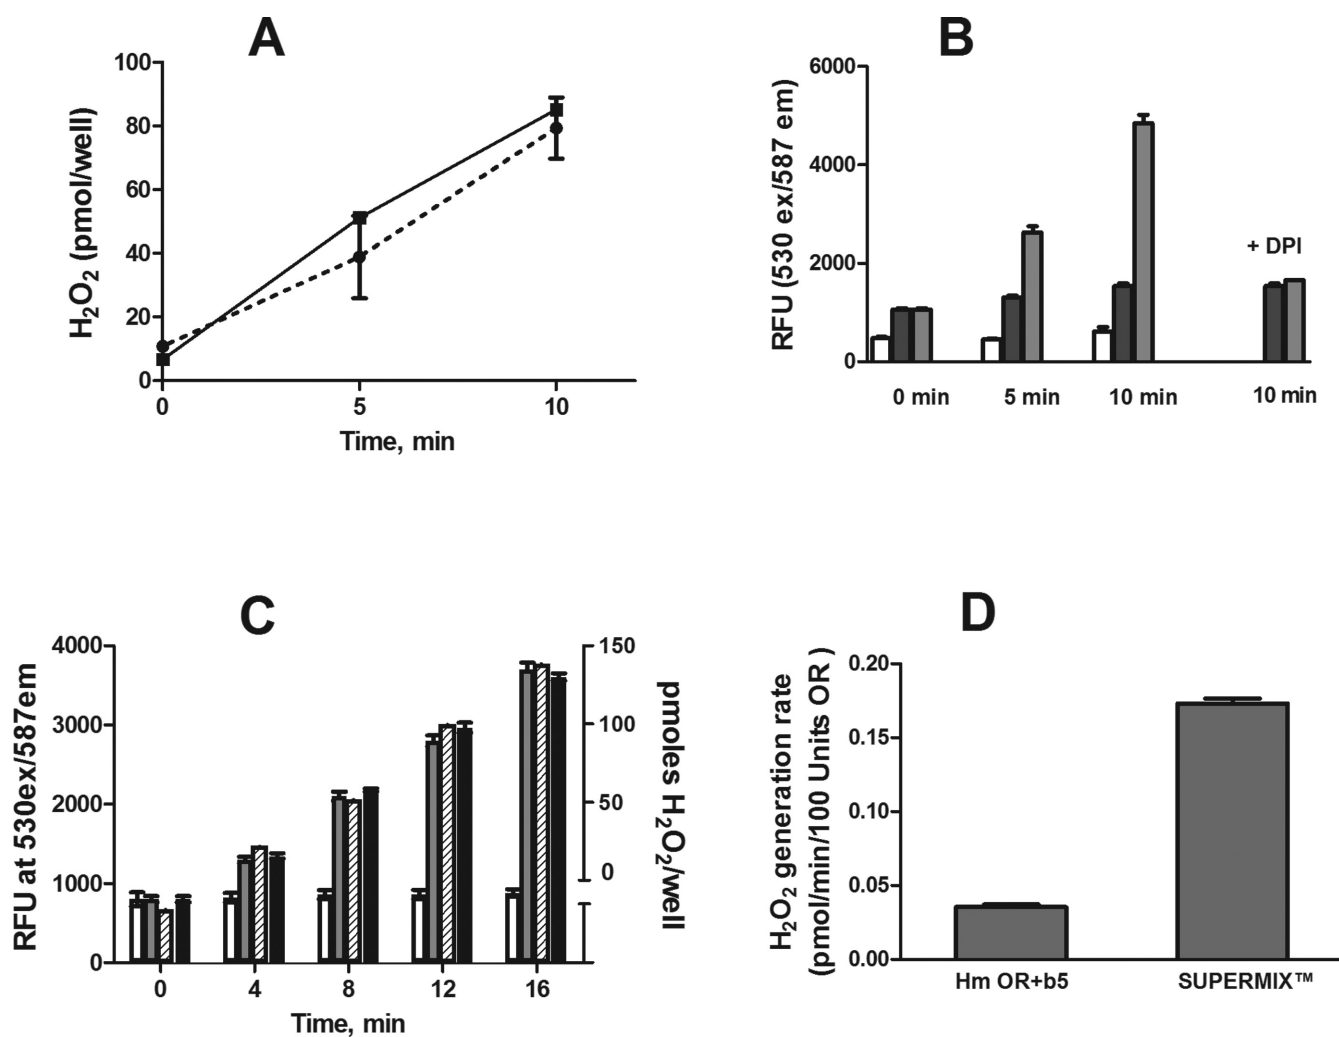 A
H2O2 (pmol/well)
100
80
60
40
20
0
0 5 10
Time, min
B
RFU (530 ex/587 em)
6000
4000
2000
0
+ DPI
0 min 5 min 10 min 10 min
C
RFU at 530ex/587em
4000
3000
2000
1000
0
150
100
50
0
pmoles H2O2/well
0 4 8 12 16
Time, min
D
H2O2 generation rate
(pmol/min/100 Units OR )
0.20
0.15
0.10
0.05
0.00
Hm OR+b5 SUPERMIX™